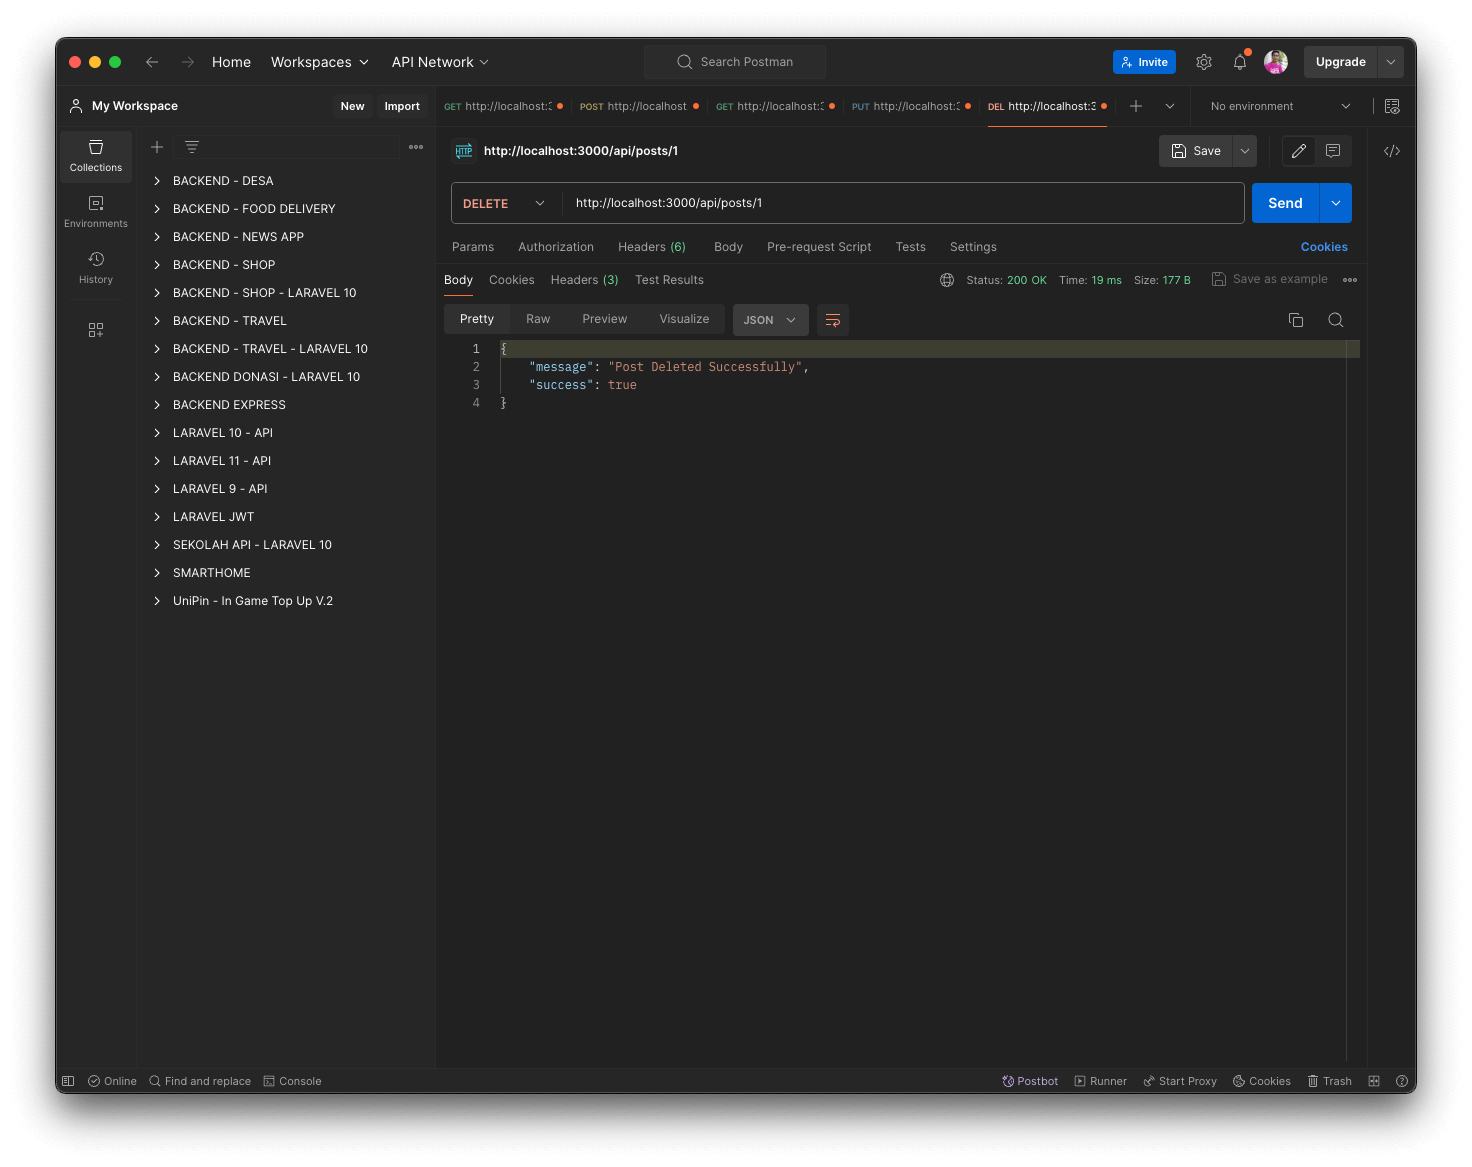 Home Workspaces API Network Search Postman Invite Upgrade
My Workspace New Import GET http://localhost: POST http://localhost GET http://localhost: PUT http://localhost: DEL http://localhost:3 No environment
Collections
Environments
History
BACKEND - DESA
BACKEND - FOOD DELIVERY
BACKEND - NEWS APP
BACKEND - SHOP
BACKEND - SHOP - LARAVEL 10
BACKEND - TRAVEL
BACKEND - TRAVEL - LARAVEL 10
BACKEND DONASI - LARAVEL 10
BACKEND EXPRESS
LARAVEL 10 - API
LARAVEL 11 - API
LARAVEL 9 - API
LARAVEL JWT
SEKOLAH API - LARAVEL 10
SMARTHOME
UniPin - In Game Top Up V.2
HTTP http://localhost:3000/api/posts/1 Save
DELETE http://localhost:3000/api/posts/1 Send
Params Authorization Headers (6) Body Pre-request Script Tests Settings Cookies
Body Cookies Headers (3) Test Results Status: 200 OK Time: 19 ms Size: 177 B Save as example
Pretty Raw Preview Visualize JSON
1 {
2 "message": "Post Deleted Successfully",
3 "success": true
4 }
Online Find and replace Console Postbot Runner Start Proxy Cookies Trash